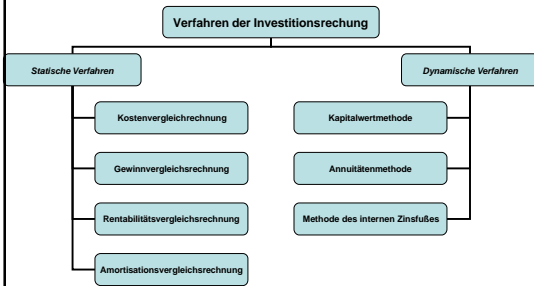 Verfahren der Investitionsrechung
Statische Verfahren
Dynamische Verfahren
Kostenvergleichrechnung
Kapitalwertmethode
Gewinnvergleichsrechnung
Annuitätenmethode
Rentabilitätsvergleichsrechnung
Methode des internen Zinsfußes
Amortisationsvergleichsrechnung